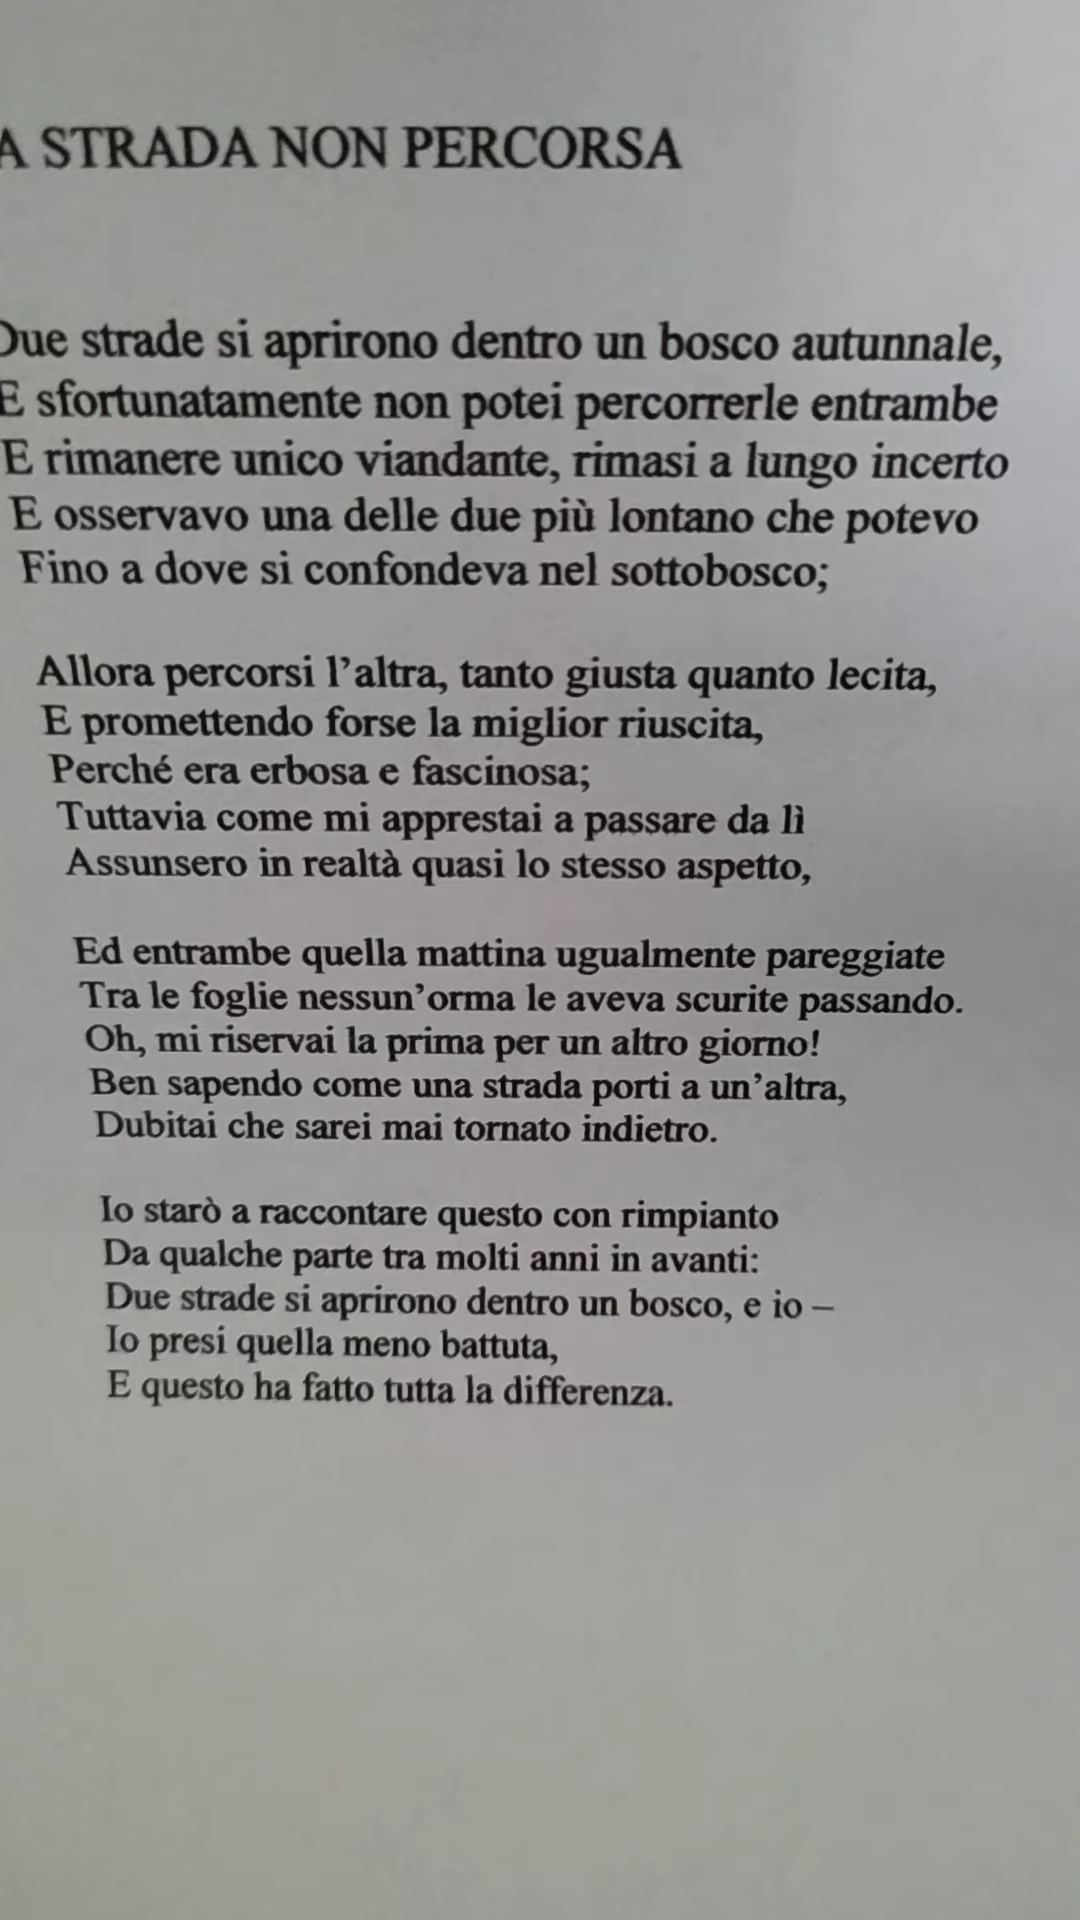 A STRADA NON PERCORSA
Due strade si aprirono dentro un bosco autunnale,
E sfortunatamente non potei percorrerle entrambe
E rimanere unico viandante, rimasi a lungo incerto
E osservavo una delle due più lontano che potevo
Fino a dove si confondeva nel sottobosco;
Allora percorsi l’altra, tanto giusta quanto lecita,
E promettendo forse la miglior riuscita,
Perché era erbosa e fascinosa;
Tuttavia come mi apprestai a passare da lì
Assunsero in realtà quasi lo stesso aspetto,
Ed entrambe quella mattina ugualmente pareggiate
Tra le foglie nessun’orma le aveva scurite passando.
Oh, mi riservai la prima per un altro giorno!
Ben sapendo come una strada porti a un’altra,
Dubitai che sarei mai tornato indietro.
Io starò a raccontare questo con rimpianto
Da qualche parte tra molti anni in avanti:
Due strade si aprirono dentro un bosco, e io –
Io presi quella meno battuta,
E questo ha fatto tutta la differenza.